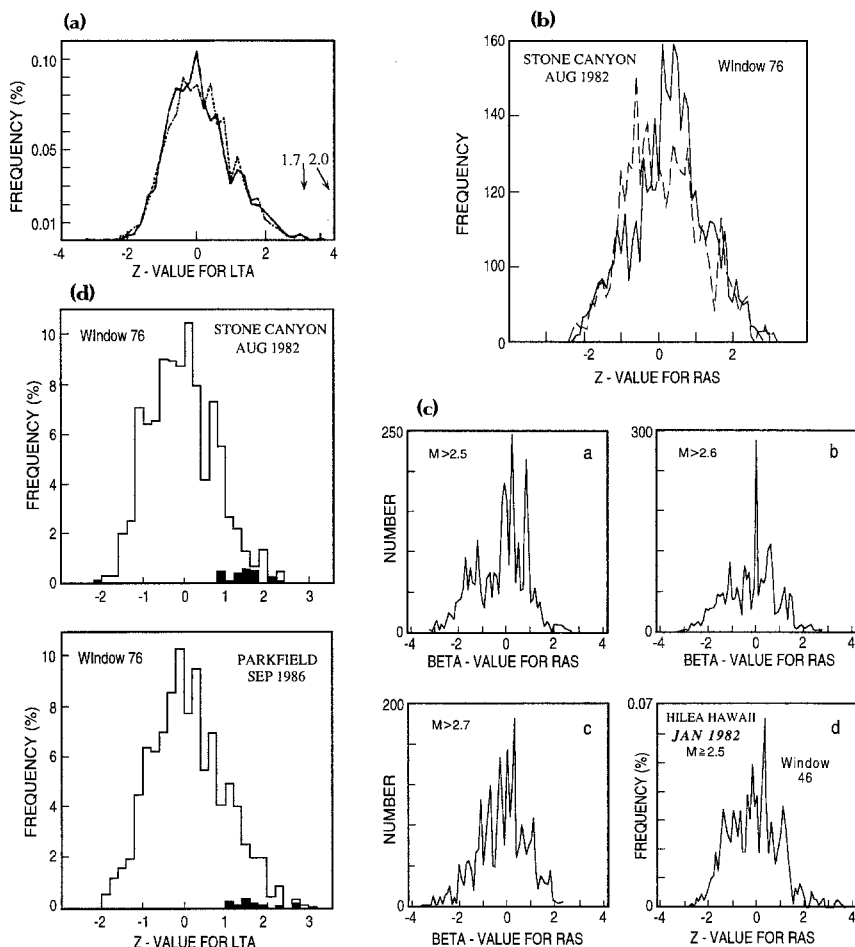 (a)
FREQUENCY (%)
0.10
0.05
0.01
1.7 2.0
-4 -2 0 2 4
Z - VALUE FOR LTA
(b)
STONE CANYON
AUG 1982
Window 76
FREQUENCY
160
140
120
100
80
60
0
-2 0 2
Z - VALUE FOR RAS
(d)
Window 76
STONE CANYON
AUG 1982
FREQUENCY (%)
10
8
6
4
2
0
-2 -1 0 1 2 3
Window 76
PARKFIELD
SEP 1986
FREQUENCY (%)
10
8
6
4
2
0
-2 -1 0 1 2 3
Z - VALUE FOR LTA
(c)
250
M>2.5
a
NUMBER
0
-4 -2 0 2 4
BETA - VALUE FOR RAS
300
M>2.6
b
0
-4 -2 0 2 4
BETA - VALUE FOR RAS
200
M>2.7
c
NUMBER
0
-4 -2 0 2 4
BETA - VALUE FOR RAS
0.07
HILEA HAWAII
JAN 1982
M≧2.5
d
Window
46
FREQUENCY (%)
0
-4 -2 0 2 4
Z - VALUE FOR RAS